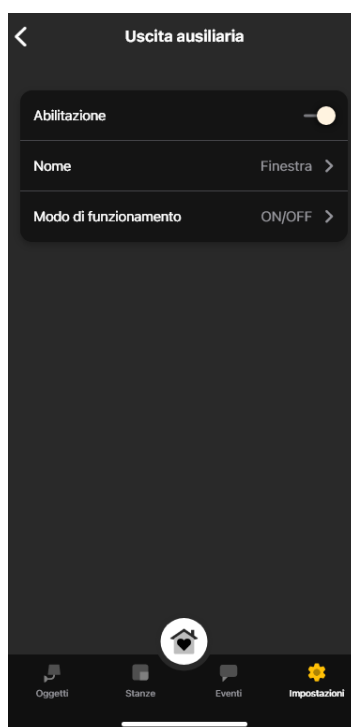 Uscita ausiliaria
Abilitazione
Nome Finestra
Modo di funzionamento ON/OFF
Oggetti Stanze Eventi Impostazioni